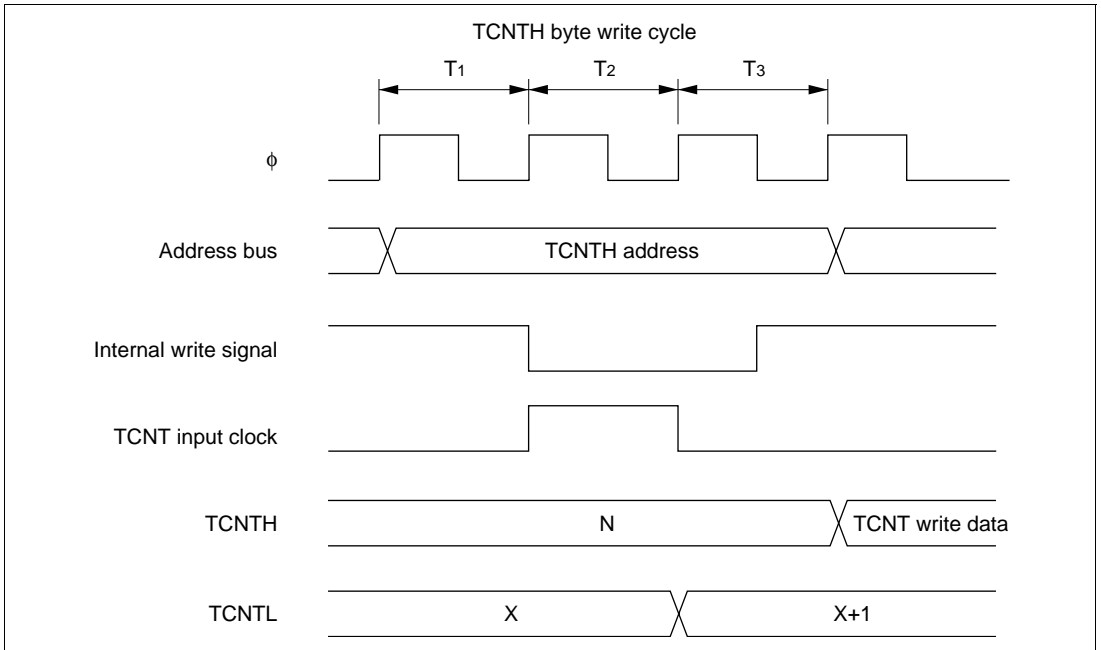 TCNTH byte write cycle
T1 T2 T3
φ
Address bus TCNTH address
Internal write signal
TCNT input clock
TCNTH N TCNT write data
TCNTL X X+1